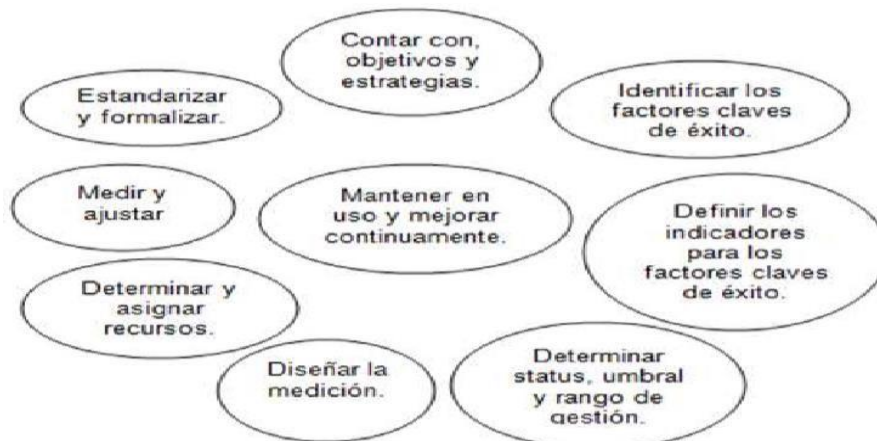 Contar con,
objetivos y
estrategias.
Identificar los
factores claves
de éxito.
Definir los
indicadores
para los
factores claves
de éxito.
Determinar
status, umbral
y rango de
gestión.
Diseñar la
medición.
Determinar y
asignar
recursos.
Medir y
ajustar
Estandarizar
y formalizar.
Mantener en
uso y mejorar
continuamente.